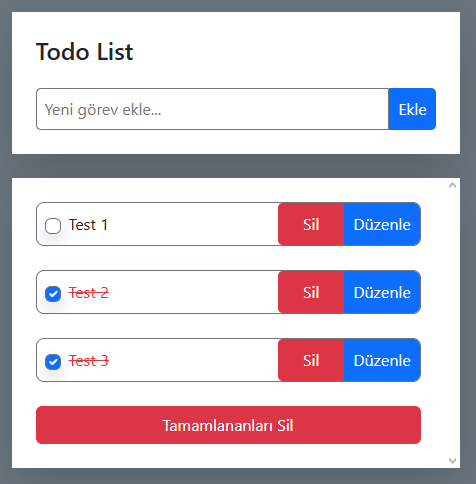 Todo List
Yeni görev ekle...
Ekle
Test 1
Sil
Düzenle
Test 2
Sil
Düzenle
Test 3
Sil
Düzenle
Tamamlananları Sil